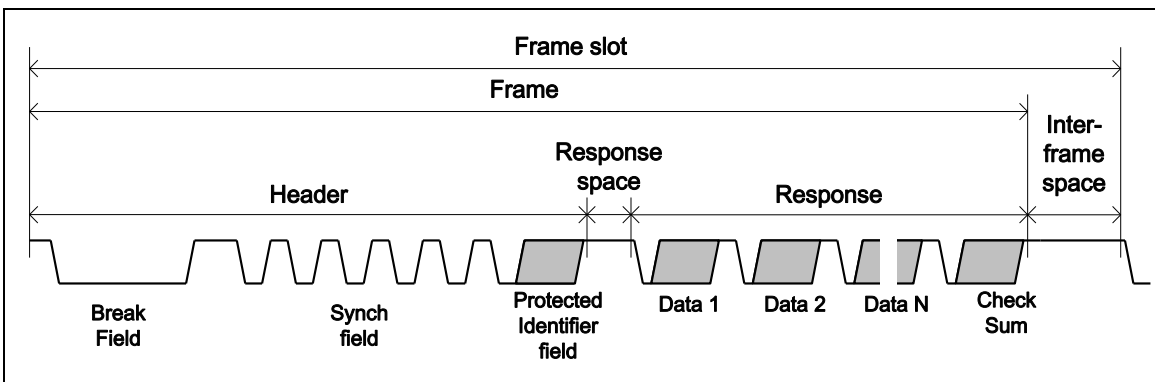 Frame slot
Frame
Inter-
frame
space
Response
space
Header
Response
Break
Field
Synch
field
Protected
Identifier
field
Data 1
Data 2
Data N
Check
Sum